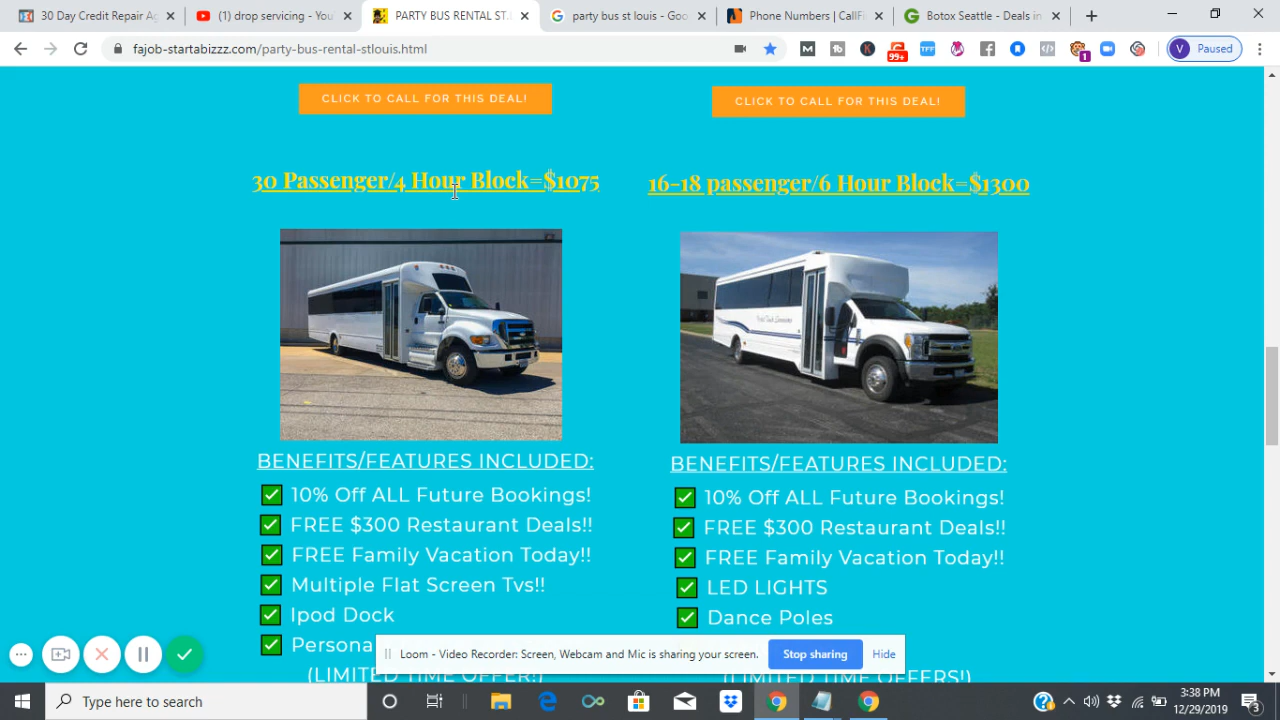 30 Day Credit Repair Ag
(1) drop servicing - You
PARTY BUS RENTAL ST.
party bus st louis - Goo
Phone Numbers | CallFi
Botox Seattle - Deals in
fajob-startabizzz.com/party-bus-rental-stlouis.html
99+
TFF
1
V Paused
CLICK TO CALL FOR THIS DEAL!
CLICK TO CALL FOR THIS DEAL!
30 Passenger/4 Hour Block=$1075
16-18 passenger/6 Hour Block=$1300
BENEFITS/FEATURES INCLUDED:
10% Off ALL Future Bookings!
FREE $300 Restaurant Deals!!
FREE Family Vacation Today!!
Multiple Flat Screen Tvs!!
Ipod Dock
Persona
(LIMITED TIME OFFER!)
BENEFITS/FEATURES INCLUDED:
10% Off ALL Future Bookings!
FREE $300 Restaurant Deals!!
FREE Family Vacation Today!!
LED LIGHTS
Dance Poles
(LIMITED TIME OFFERS!)
Loom - Video Recorder: Screen, Webcam and Mic is sharing your screen.
Stop sharing
Hide
Type here to search
3:38 PM
12/29/2019
3